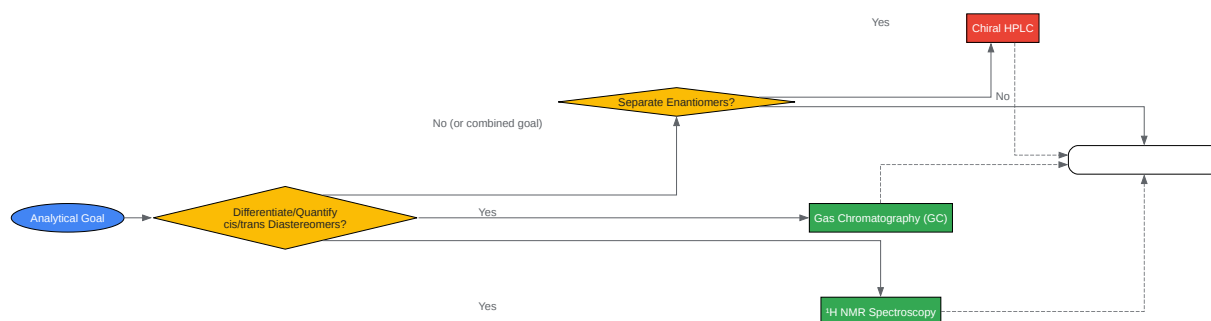 Yes
Chiral HPLC
Separate Enantiomers?
No
No (or combined goal)
Analytical Goal
Differentiate/Quantify
cis/trans Diastereomers?
Yes
Gas Chromatography (GC)
Yes
¹H NMR Spectroscopy